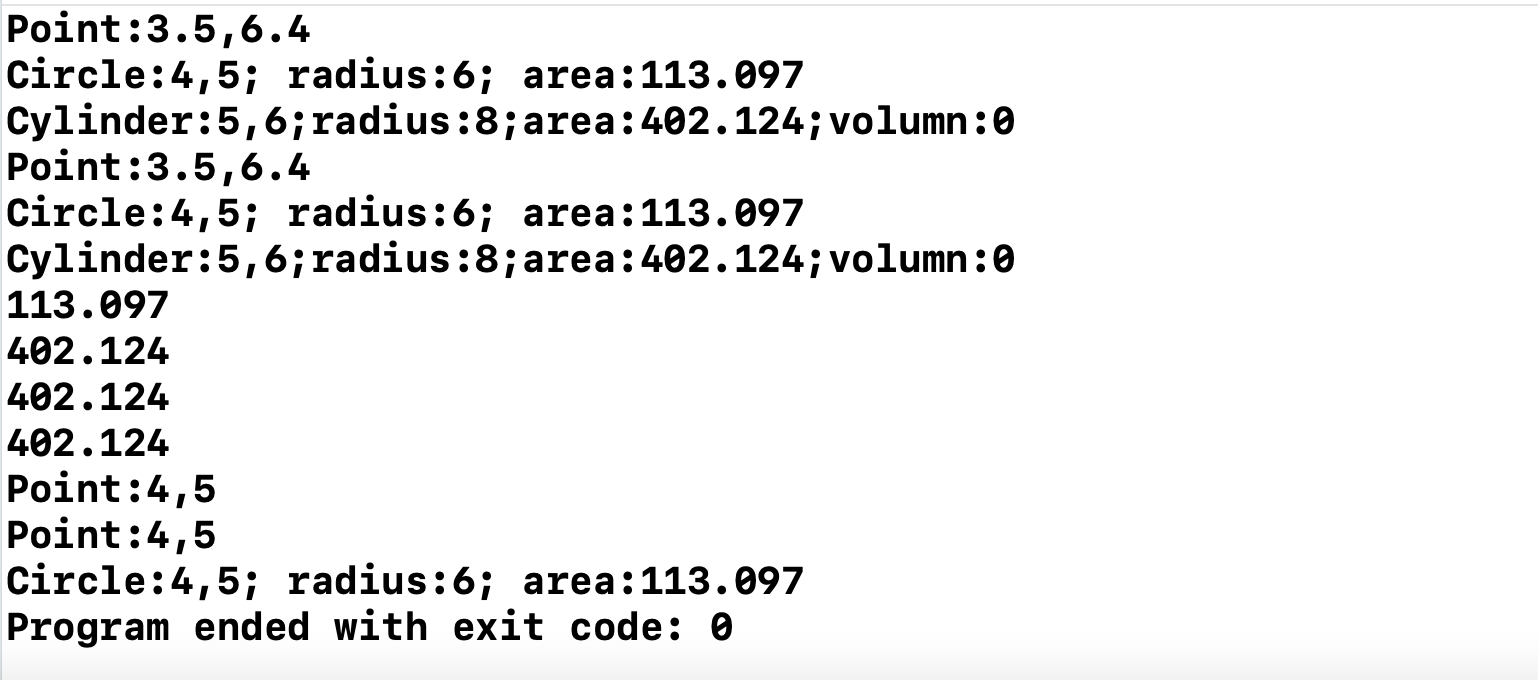 Point:3.5,6.4
Circle:4,5; radius:6; area:113.097
Cylinder:5,6;radius:8;area:402.124;volumn:0
Point:3.5,6.4
Circle:4,5; radius:6; area:113.097
Cylinder:5,6;radius:8;area:402.124;volumn:0
113.097
402.124
402.124
402.124
Point:4,5
Point:4,5
Circle:4,5; radius:6; area:113.097
Program ended with exit code: 0